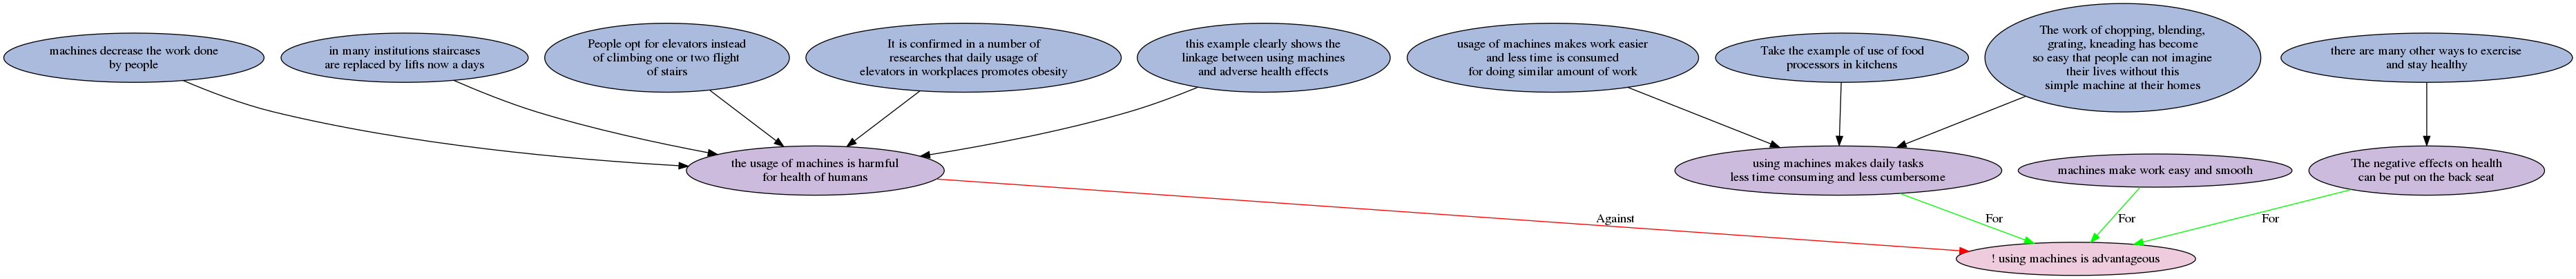 machines decrease the work done
by people
in many institutions staircases
are replaced by lifts now a days
People opt for elevators instead
of climbing one or two flight
of stairs
It is confirmed in a number of
researches that daily usage of
elevators in workplaces promotes obesity
this example clearly shows the
linkage between using machines
and adverse health effects
usage of machines makes work easier
and less time is consumed
for doing similar amount of work
Take the example of use of food
processors in kitchens
The work of chopping, blending,
grating, kneading has become
so easy that people can not imagine
their lives without this
simple machine at their homes
there are many other ways to exercise
and stay healthy
the usage of machines is harmful
for health of humans
using machines makes daily tasks
less time consuming and less cumbersome
machines make work easy and smooth
The negative effects on health
can be put on the back seat
Against
For
For
For
! using machines is advantageous